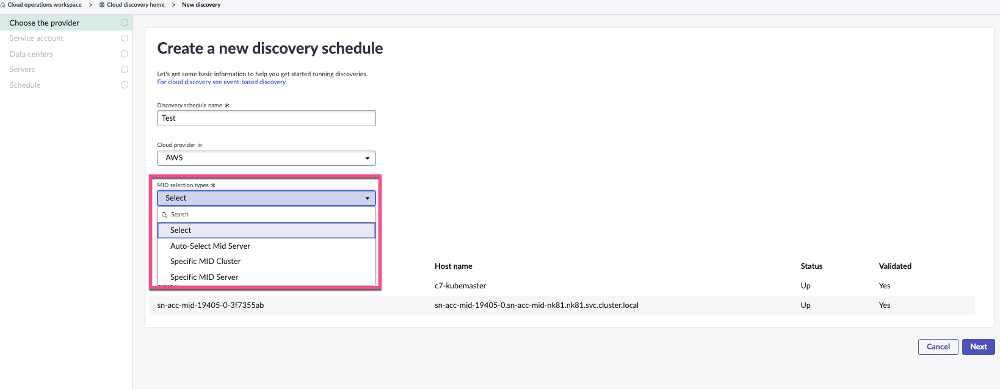 Cloud operations workspace > Cloud discovery home > New discovery
Choose the provider
Service account
Data centers
Servers
Schedule
Create a new discovery schedule
Let's get some basic information to help you get started running discoveries.
For cloud discovery see event-based discovery.
Discovery schedule name *
Test
Cloud provider *
AWS
MID selection types *
Select
Search
Select
Auto-Select Mid Server
Specific MID Cluster
Specific MID Server
Host name Status Validated
c7-kubemaster Up Yes
sn-acc-mid-19405-0-3f7355ab sn-acc-mid-19405-0.sn-acc-mid-nk81.nk81.svc.cluster.local Up Yes
Cancel Next